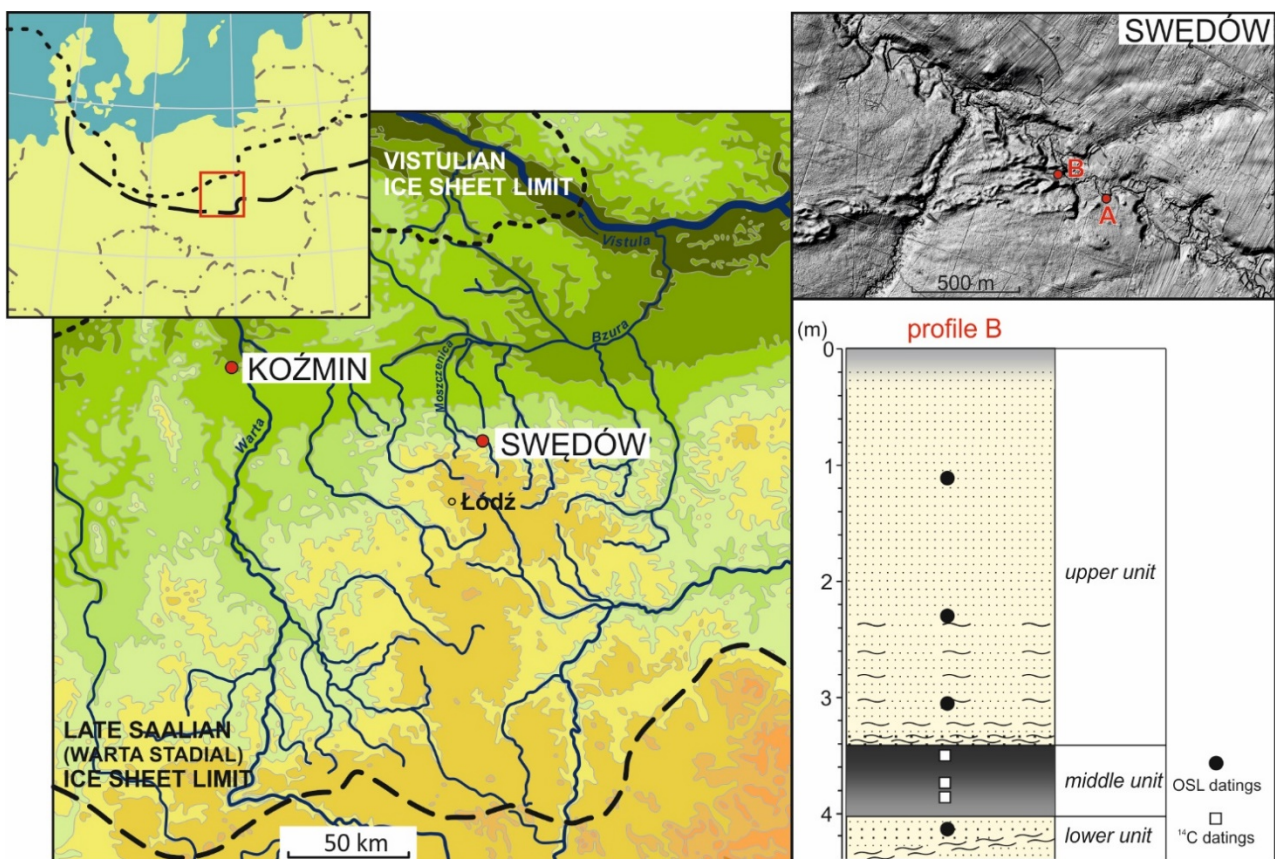 VISTULIAN
ICE SHEET LIMIT
Vistula
KOŹMIN
Warta
Moszczenica
Bzura
SWĘDÓW
Łódź
LATE SAALIAN
(WARTA STADIAL)
ICE SHEET LIMIT
50 km
SWĘDÓW
B
A
500 m
(m)
profile B
0
1
2
3
4
upper unit
middle unit
lower unit
OSL datings
¹⁴C datings